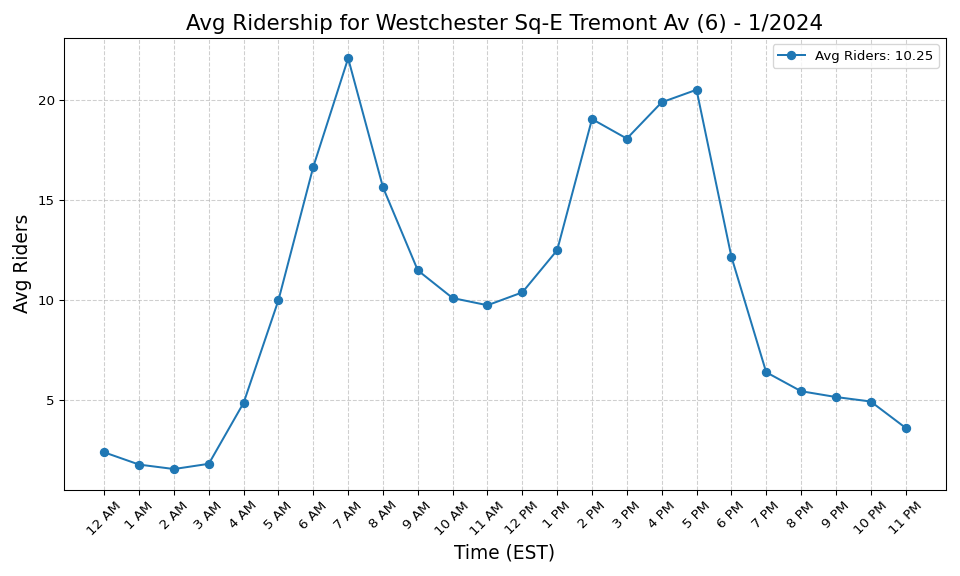 Avg Ridership for Westchester Sq-E Tremont Av (6) - 1/2024
Avg Riders: 10.25
Avg Riders
20
15
10
5
12 AM
1 AM
2 AM
3 AM
4 AM
5 AM
6 AM
7 AM
8 AM
9 AM
10 AM
11 AM
12 PM
1 PM
2 PM
3 PM
4 PM
5 PM
6 PM
7 PM
8 PM
9 PM
10 PM
11 PM
Time (EST)